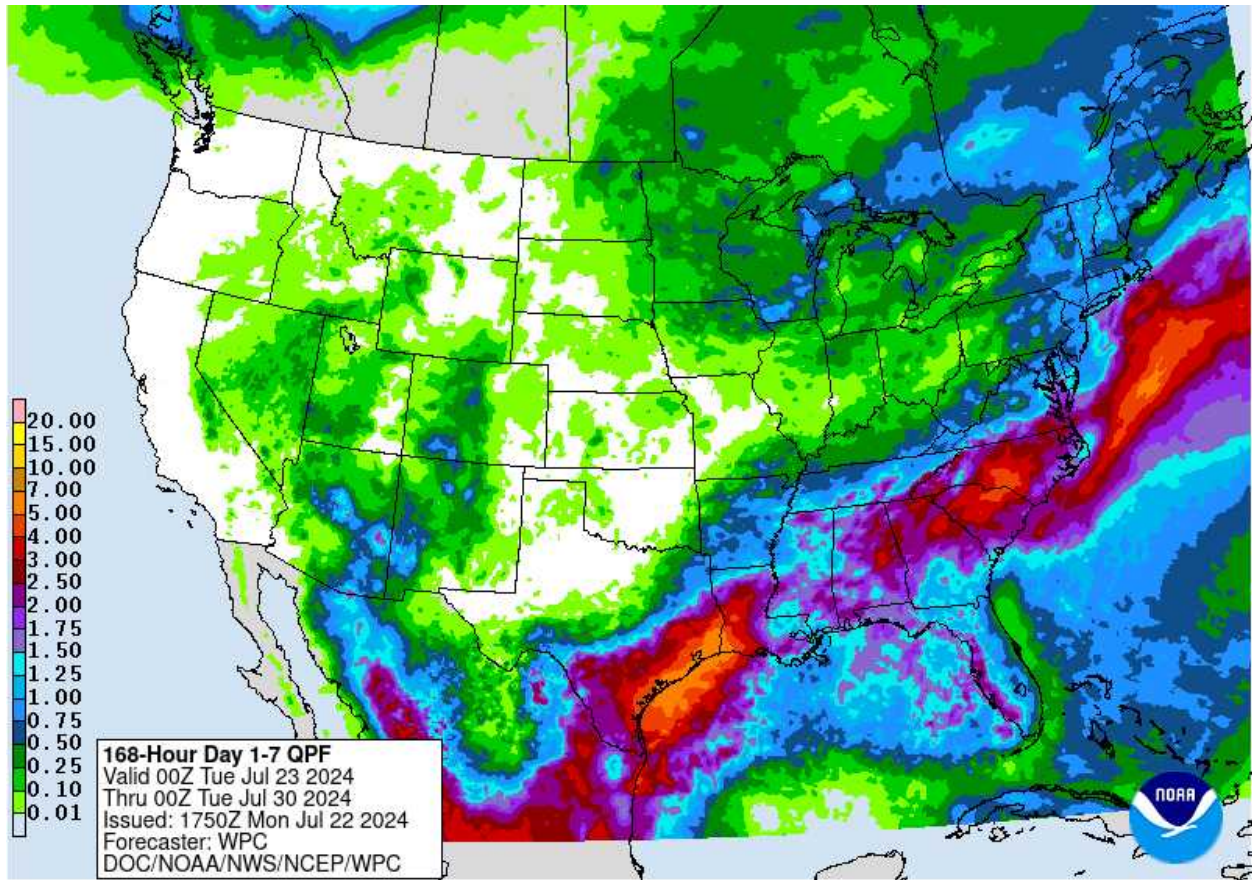 20.00
15.00
10.00
7.00
5.00
4.00
3.00
2.50
2.00
1.75
1.50
1.25
1.00
0.75
0.50
0.25
0.10
0.01
168-Hour Day 1-7 QPF
Valid 00Z Tue Jul 23 2024
Thru 00Z Tue Jul 30 2024
Issued: 1750Z Mon Jul 22 2024
Forecaster: WPC
DOC/NOAA/NWS/NCEP/WPC
NOAA